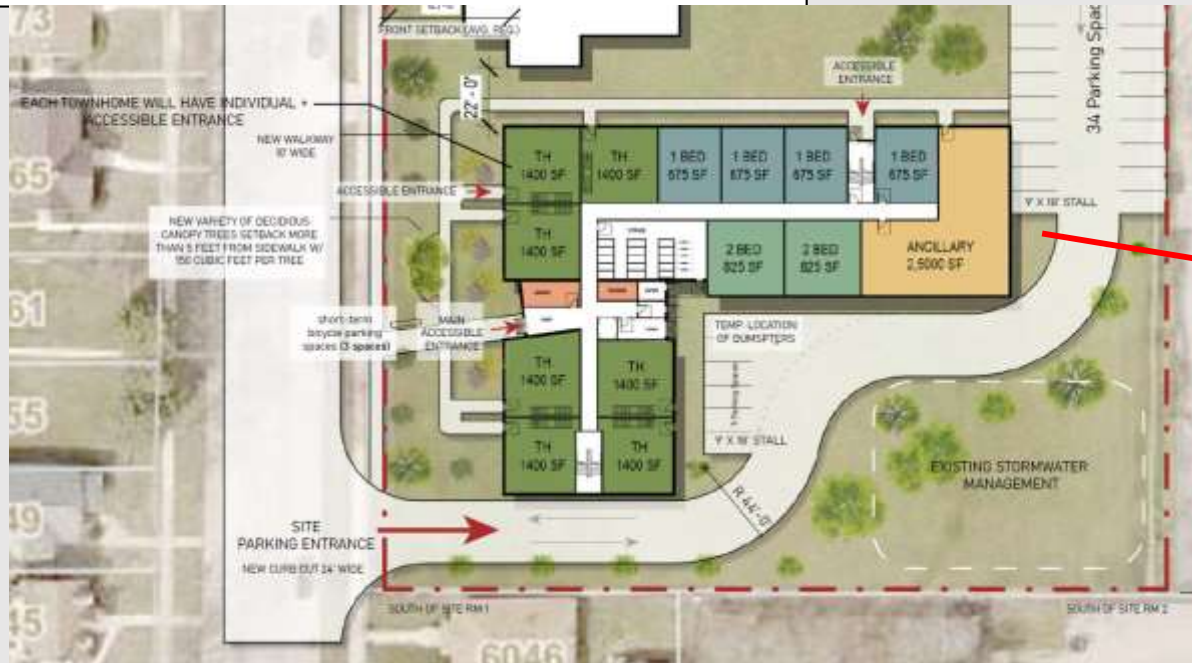 73
FRONT SETBACK (AVG. REQ.)
22' - 0"
34 Parking Spac
ACCESSIBLE
ENTRANCE
EACH TOWNHOME WILL HAVE INDIVIDUAL
ACCESSIBLE ENTRANCE
NEW WALKWAY
WIDE
65
TH
1400 SF
TH
1400 SF
1 BED
675 SF
1 BED
675 SF
1 BED
675 SF
1 BED
675 SF
ACCESSIBLE ENTRANCE
NEW VARIETY OF DECIDIOUS
CANOPY TREES SETBACK MORE
THAN 5 FEET FROM SIDEWALK W/
150 CUBIC FEET PER TREE
TH
1400 SF
2 BED
825 SF
2 BED
825 SF
ANCILLARY
2,5000 SF
9' X 18' STALL
61
short-term
bicycle parking
spaces (3 spaces)
MAIN
ACCESSIBLE
ENTRANCE
TEMP. LOCATION
OF DUMSPTERS
TH
1400 SF
TH
1400 SF
Parking Spaces
55
TH
1400 SF
TH
1400 SF
9' X 18' STALL
R 44'-0"
EXISTING STORMWATER
MANAGEMENT
49
SITE
PARKING ENTRANCE
NEW CURB CUT 24' WIDE
45
SOUTH OF SITE RM 1
SOUTH OF SITE RM 2
6046